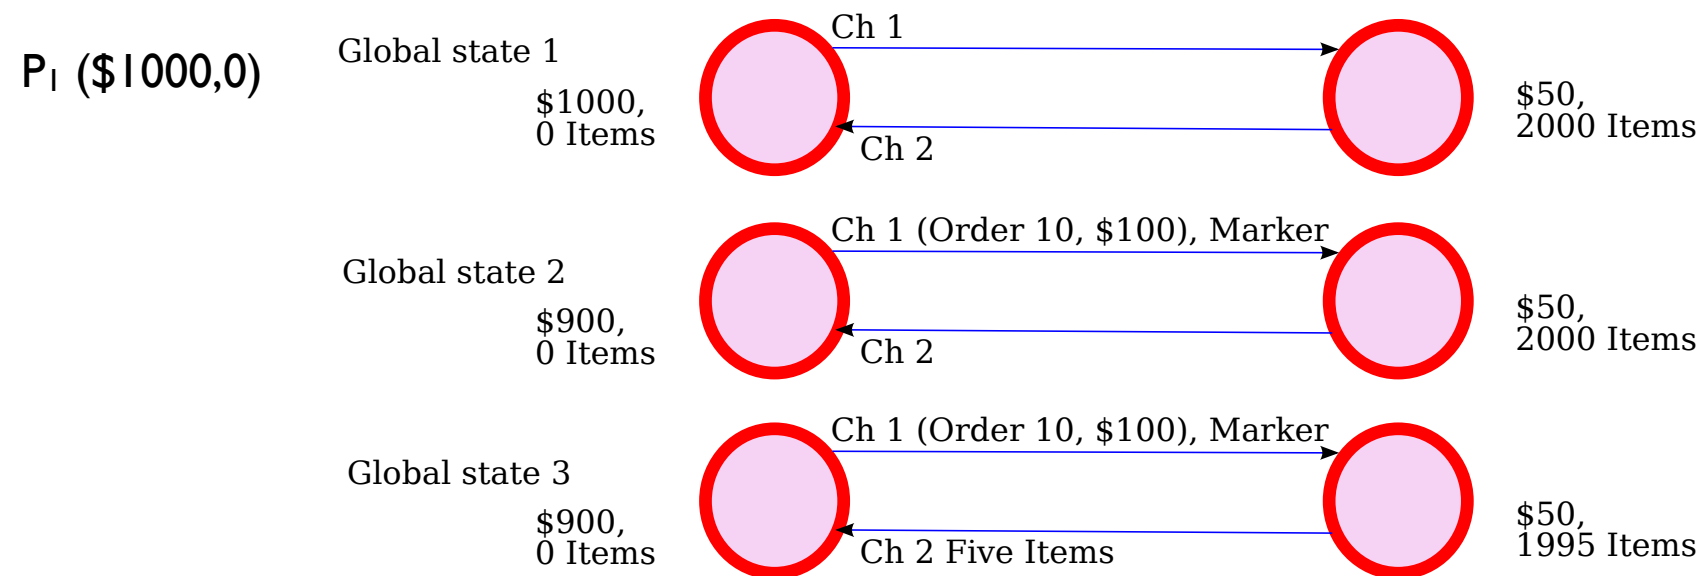 P₁ ($1000,0)
Global state 1
$1000,
0 Items
Ch 1
Ch 2
$50,
2000 Items
Global state 2
$900,
0 Items
Ch 1 (Order 10, $100), Marker
Ch 2
$50,
2000 Items
Global state 3
$900,
0 Items
Ch 1 (Order 10, $100), Marker
Ch 2 Five Items
$50,
1995 Items